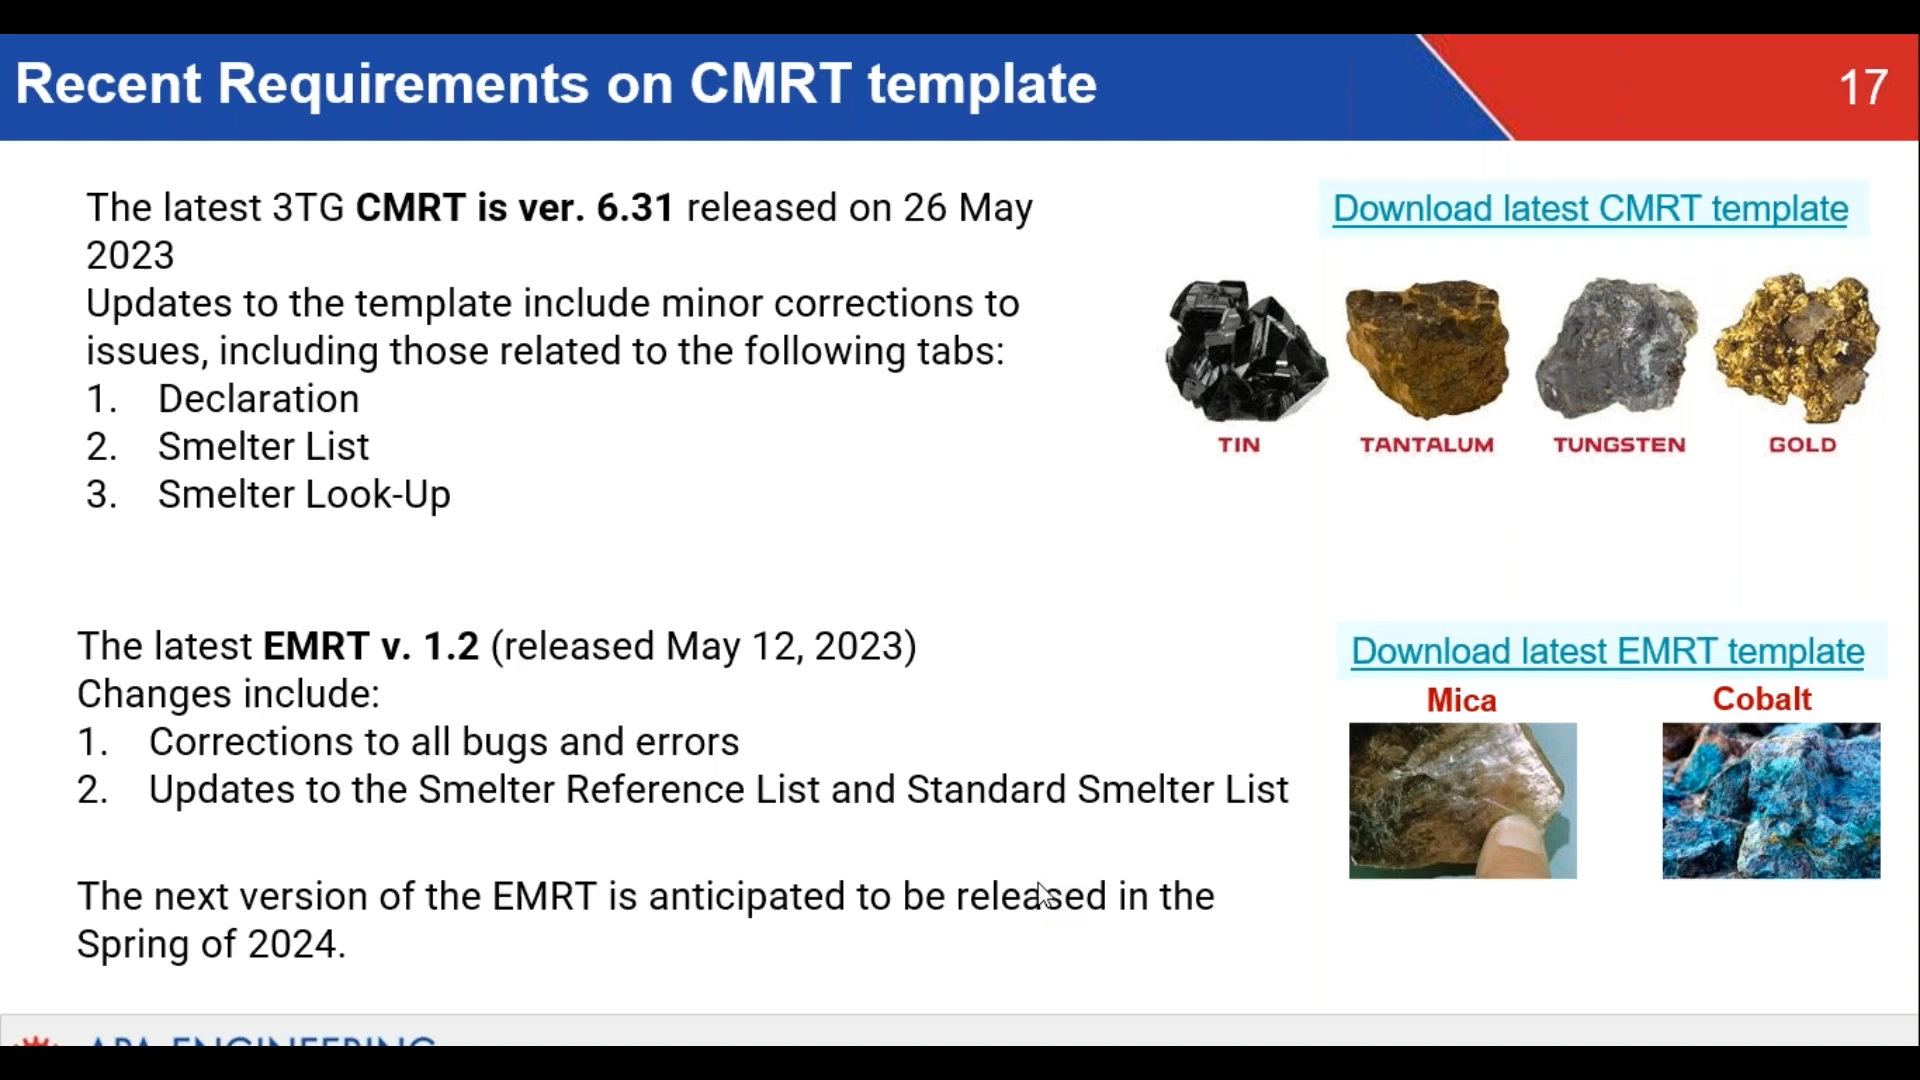 Recent Requirements on CMRT template
17
The latest 3TG CMRT is ver. 6.31 released on 26 May
2023
Updates to the template include minor corrections to
issues, including those related to the following tabs:
1. Declaration
2. Smelter List
3. Smelter Look-Up
Download latest CMRT template
TIN TANTALUM TUNGSTEN GOLD
The latest EMRT v. 1.2 (released May 12, 2023)
Changes include:
1. Corrections to all bugs and errors
2. Updates to the Smelter Reference List and Standard Smelter List
The next version of the EMRT is anticipated to be released in the
Spring of 2024.
Download latest EMRT template
Mica Cobalt
APA ENGINEERING